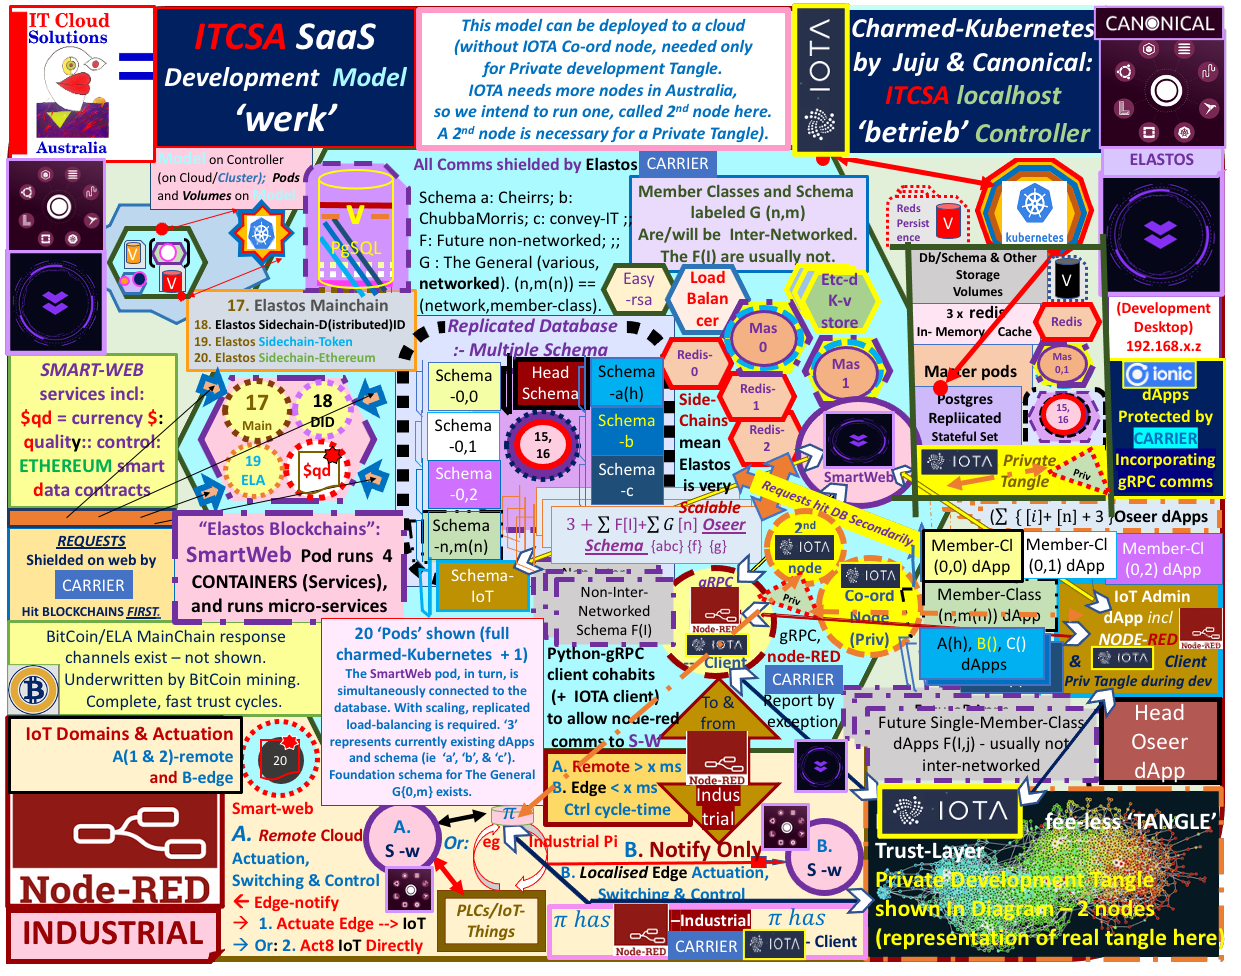 IT Cloud
Solutions
Australia
ITCSA SaaS
Development Model
‘werk’
This model can be deployed to a cloud
(without IOTA Co-ord node, needed only
for Private development Tangle.
IOTA needs more nodes in Australia,
so we intend to run one, called 2nd node here.
A 2nd node is necessary for a Private Tangle).
IOTA
Charmed-Kubernetes
by Juju & Canonical:
ITCSA localhost
‘betrieb’ Controller
CANONICAL
ELASTOS
Model on Controller
(on Cloud/Cluster); Pods
and Volumes on Model
V
V
V
PgSQL
All Comms shielded by Elastos
CARRIER
Schema a: Cheirrs; b:
ChubbaMorris; c: convey-IT ;;
F: Future non-networked; ;;
G : The General (various,
networked). (n,m(n)) ==
(network,member-class).
Member Classes and Schema
labeled G (n,m)
Are/will be Inter-Networked.
The F(I) are usually not.
Reds
Persist
ence
V
kubernetes
Db/Schema & Other
Storage
Volumes
V
3 x redis
In- Memory Cache
Redis
Master pods
Mas
0,1
Postgres
Repliicated
Stateful Set
15,
16
IOTA
Private
Tangle
Priv
(Development
Desktop)
192.168.x.z
ionic
dApps
Protected by
CARRIER
Incorporating
gRPC comms
17. Elastos Mainchain
18. Elastos Sidechain-D(istributed)ID
19. Elastos Sidechain-Token
20. Elastos Sidechain-Ethereum
Easy
-rsa
Load
Balan
cer
Etc-d
K-v
store
Mas
0
Mas
1
Redis-
0
Redis-
1
Redis-
2
Side-
Chains
mean
Elastos
is very
Scalable
SmartWeb
Replicated Database
:- Multiple Schema
Schema
-0,0
Head
Schema
Schema
-a(h)
Schema
-0,1
15,
16
Schema
-b
Schema
-0,2
Schema
-c
Schema
-n,m(n)
Schema-
IoT
3 + ∑ F[I]+∑ G [n] Oseer
Schema {abc} {f} {g}
Non-Inter-
Networked
Schema F(I)
SMART-WEB
services incl:
$qd = currency $:
quality:: control:
ETHEREUM smart
data contracts
17
Main
18
DID
19
ELA
$qd
REQUESTS
Shielded on web by
CARRIER
Hit BLOCKCHAINS FIRST.
“Elastos Blockchains”:
SmartWeb Pod runs 4
CONTAINERS (Services),
and runs micro-services
BitCoin/ELA MainChain response
channels exist – not shown.
Underwritten by BitCoin mining.
Complete, fast trust cycles.
20 ‘Pods’ shown (full
charmed-Kubernetes + 1)
The SmartWeb pod, in turn, is
simultaneously connected to the
database. With scaling, replicated
load-balancing is required. ‘3’
represents currently existing dApps
and schema (ie ‘a’, ‘b’, & ‘c’).
Foundation schema for The General
G{0,m} exists.
Requests hit DB Secondarily
2nd
IOTA
node
gRPC
Node-RED
IOTA
Client
Priv
IOTA
Co-ord
Node
(Priv)
gRPC,
node-RED
CARRIER
Report by
exception
Python-gRPC
client cohabits
(+ IOTA client)
to allow node-red
comms to S-W
To &
from
Node-RED
Indus
trial
(∑ { [i]+ [n] + 3 Oseer dApps
Member-Cl
(0,0) dApp
Member-Cl
(0,1) dApp
Member-Cl
(0,2) dApp
Member-Class
(n,m(n)) dApp
A(h), B(), C()
dApps
IoT Admin
dApp incl
NODE-RED
Node-RED
& IOTA Client
Priv Tangle during dev
Future Single-Member-Class
dApps F(I,j) - usually not
inter-networked
Head
Oseer
dApp
IoT Domains & Actuation
A(1 & 2)-remote
and B-edge
20
Smart-web
Node-RED
INDUSTRIAL
A. Remote Cloud
Actuation,
Switching & Control
← Edge-notify
→ 1. Actuate Edge --> IoT
→ Or: 2. Act8 IoT Directly
A.
S -w
Or:
π
eg
Industrial Pi
PLCs/IoT-
Things
A. Remote > x ms
B. Edge < x ms
Ctrl cycle-time
B. Notify Only
B. Localised Edge Actuation,
Switching & Control
B.
S -w
π has
Node-RED
–Industrial
CARRIER
π has
IOTA
- Client
IOTA
fee-less ‘TANGLE’
Trust-Layer
Private Development Tangle
shown In Diagram – 2 nodes
(representation of real tangle here)